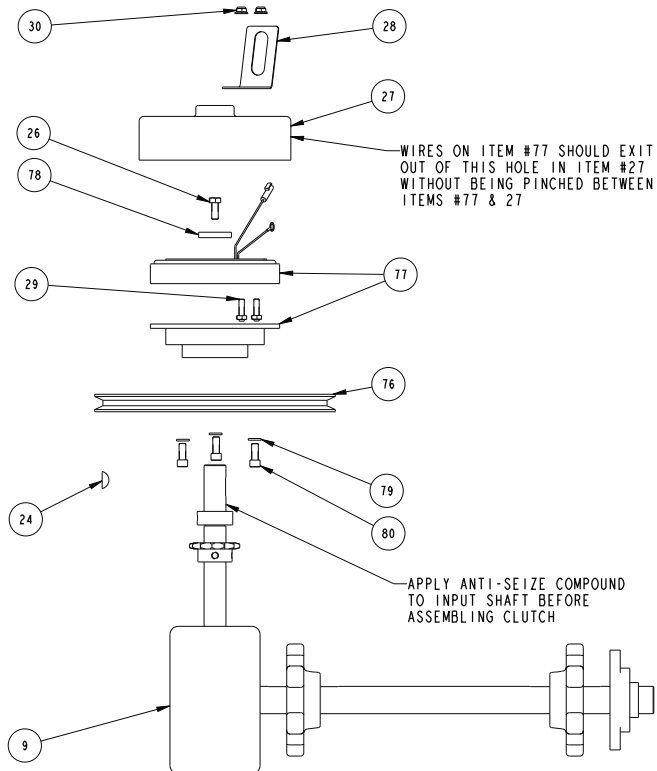 30
28
27
26
WIRES ON ITEM #77 SHOULD EXIT
OUT OF THIS HOLE IN ITEM #27
WITHOUT BEING PINCHED BETWEEN
ITEMS #77 & 27
78
29
77
76
79
24
80
APPLY ANTI-SEIZE COMPOUND
TO INPUT SHAFT BEFORE
ASSEMBLING CLUTCH
9